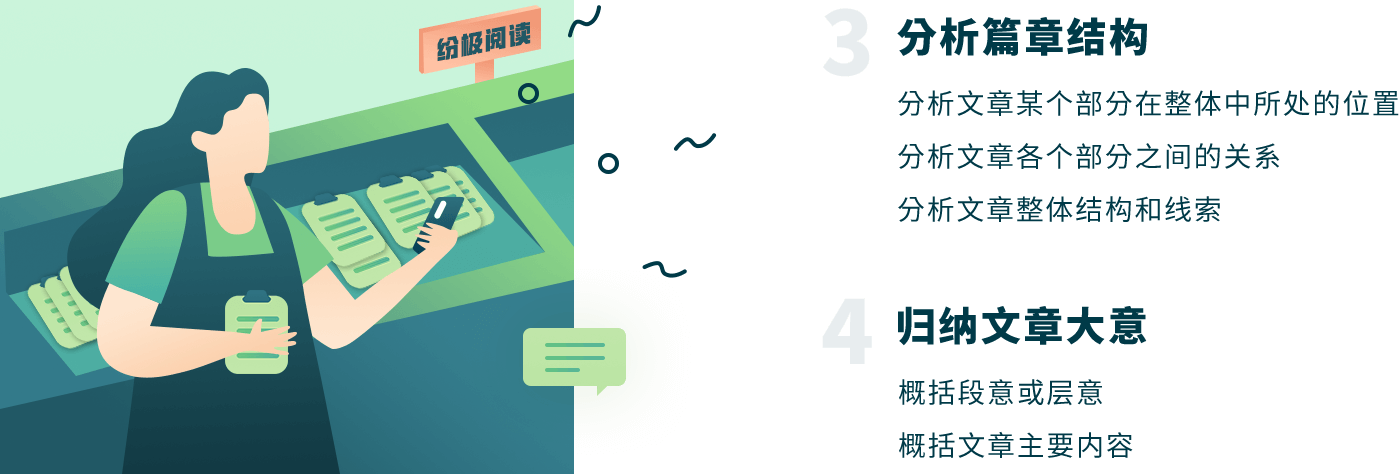 纷极阅读
3 分析篇章结构
分析文章某个部分在整体中所处的位置
分析文章各个部分之间的关系
分析文章整体结构和线索
4 归纳文章大意
概括段意或层意
概括文章主要内容